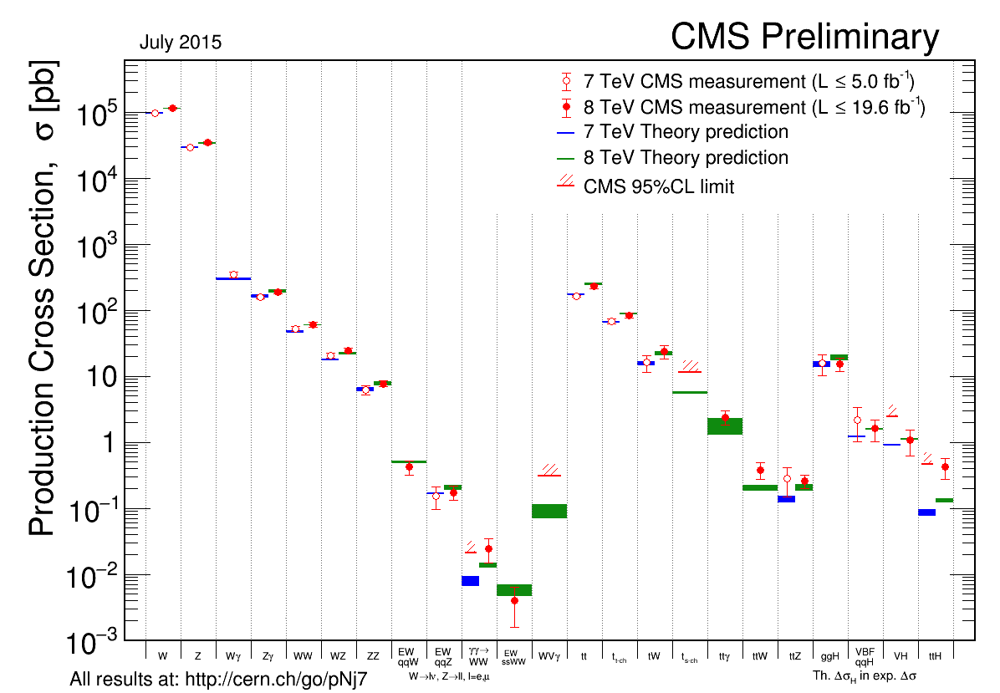 July 2015
CMS Preliminary
Production Cross Section, σ [pb]
10⁵
10⁴
10³
10²
10
1
10⁻¹
10⁻²
10⁻³
7 TeV CMS measurement (L ≤ 5.0 fb⁻¹)
8 TeV CMS measurement (L ≤ 19.6 fb⁻¹)
7 TeV Theory prediction
8 TeV Theory prediction
CMS 95%CL limit
W
Z
Wγ
Zγ
WW
WZ
ZZ
EW
qqW
EW
qqZ
γγ→
WW
EW
ssWW
WVγ
tt
t_t-ch
tW
t_s-ch
ttγ
ttW
ttZ
ggH
VBF
qqH
VH
ttH
All results at: http://cern.ch/go/pNj7
W→lν, Z→ll, l=e,μ
Th. Δσ_H in exp. Δσ